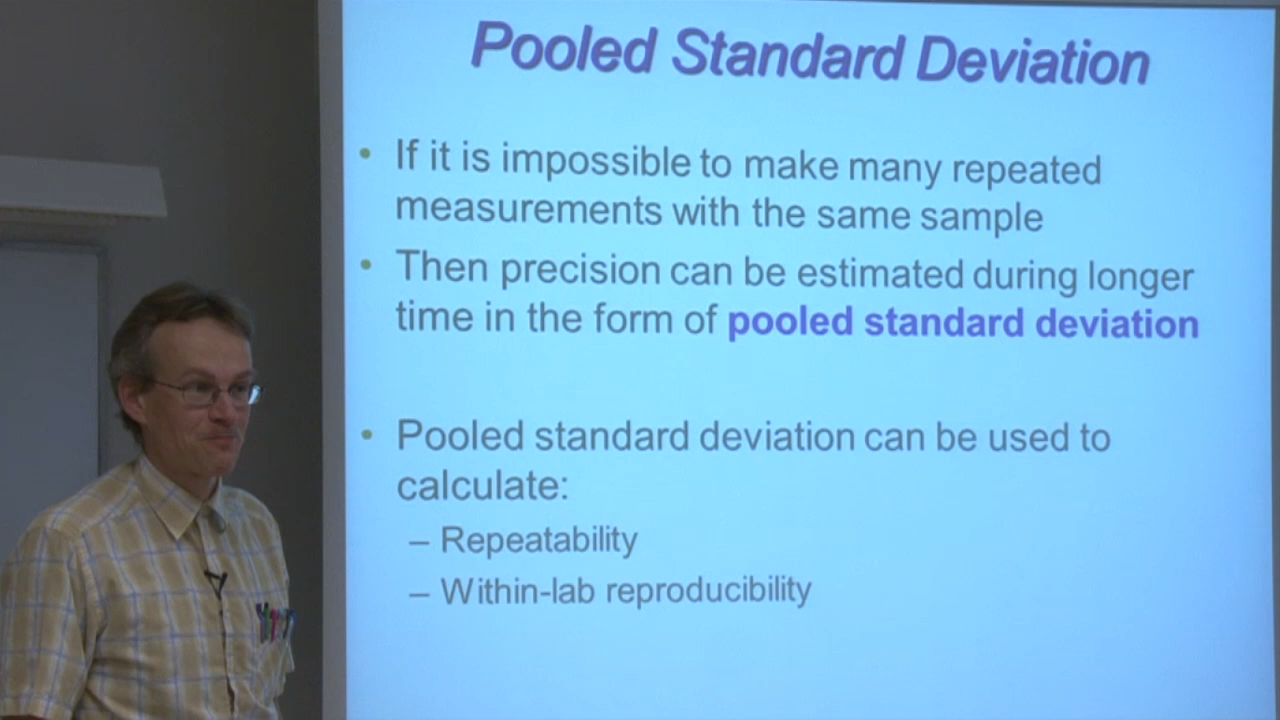 Pooled Standard Deviation
• If it is impossible to make many repeated
measurements with the same sample
• Then precision can be estimated during longer
time in the form of pooled standard deviation
• Pooled standard deviation can be used to
calculate:
– Repeatability
– Within-lab reproducibility